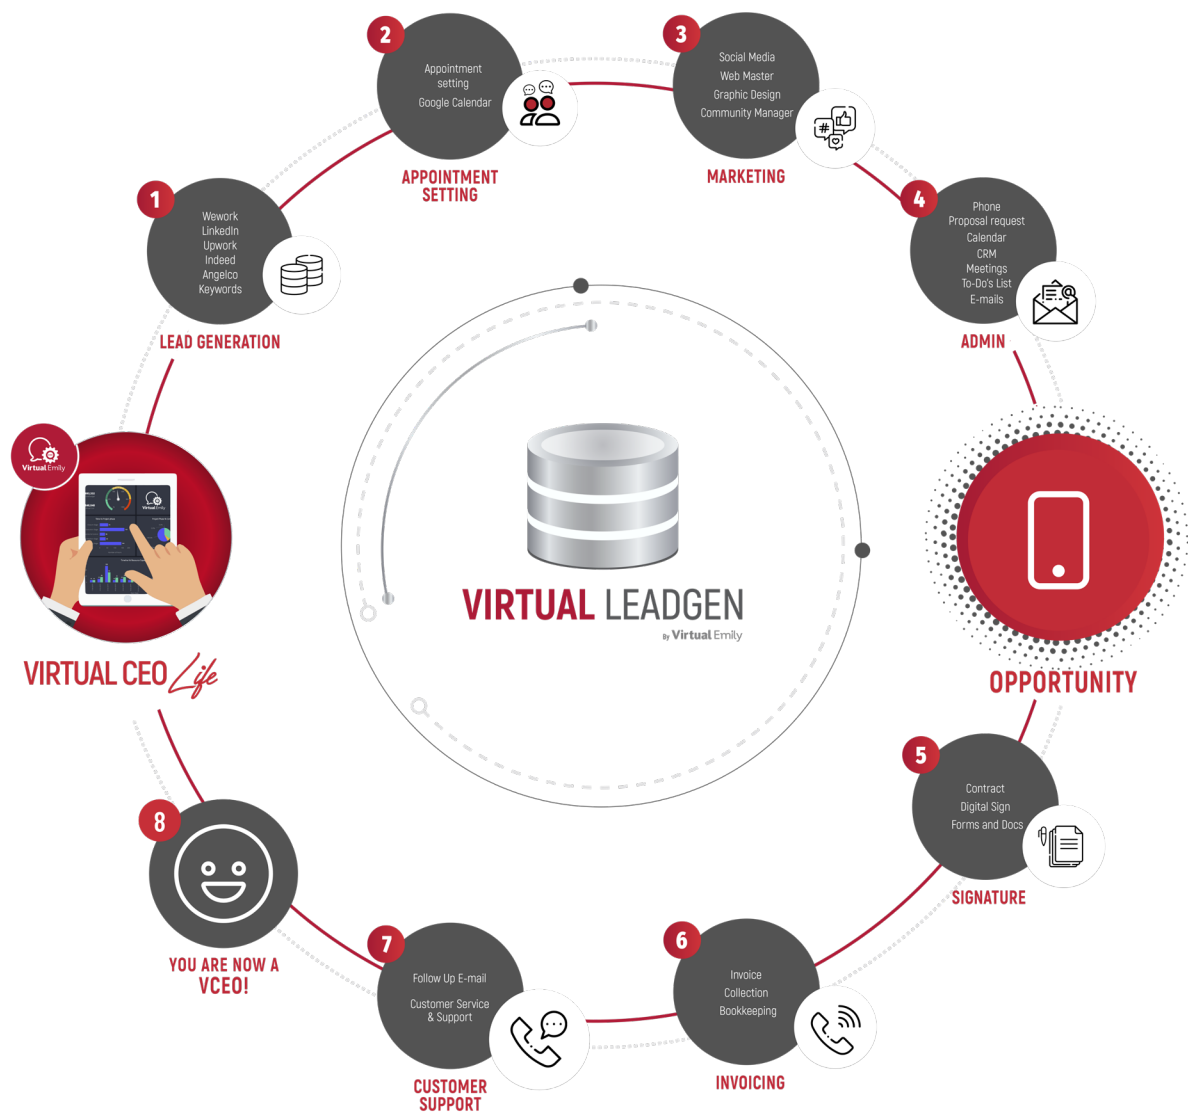 1
Wework
LinkedIn
Upwork
Indeed
Angelco
Keywords
LEAD GENERATION
2
Appointment
setting
Google Calendar
APPOINTMENT
SETTING
3
Social Media
Web Master
Graphic Design
Community Manager
#
MARKETING
4
Phone
Proposal request
Calendar
CRM
Meetings
To-Do's List
E-mails
@
ADMIN
OPPORTUNITY
5
Contract
Digital Sign
Forms and Docs
SIGNATURE
6
Invoice
Collection
Bookkeeping
INVOICING
7
Follow Up E-mail
Customer Service
& Support
CUSTOMER
SUPPORT
8
YOU ARE NOW A
VCEO!
Virtual Emily
Virtual Emily
VIRTUAL CEO Life
VIRTUAL LEADGEN
By Virtual Emily